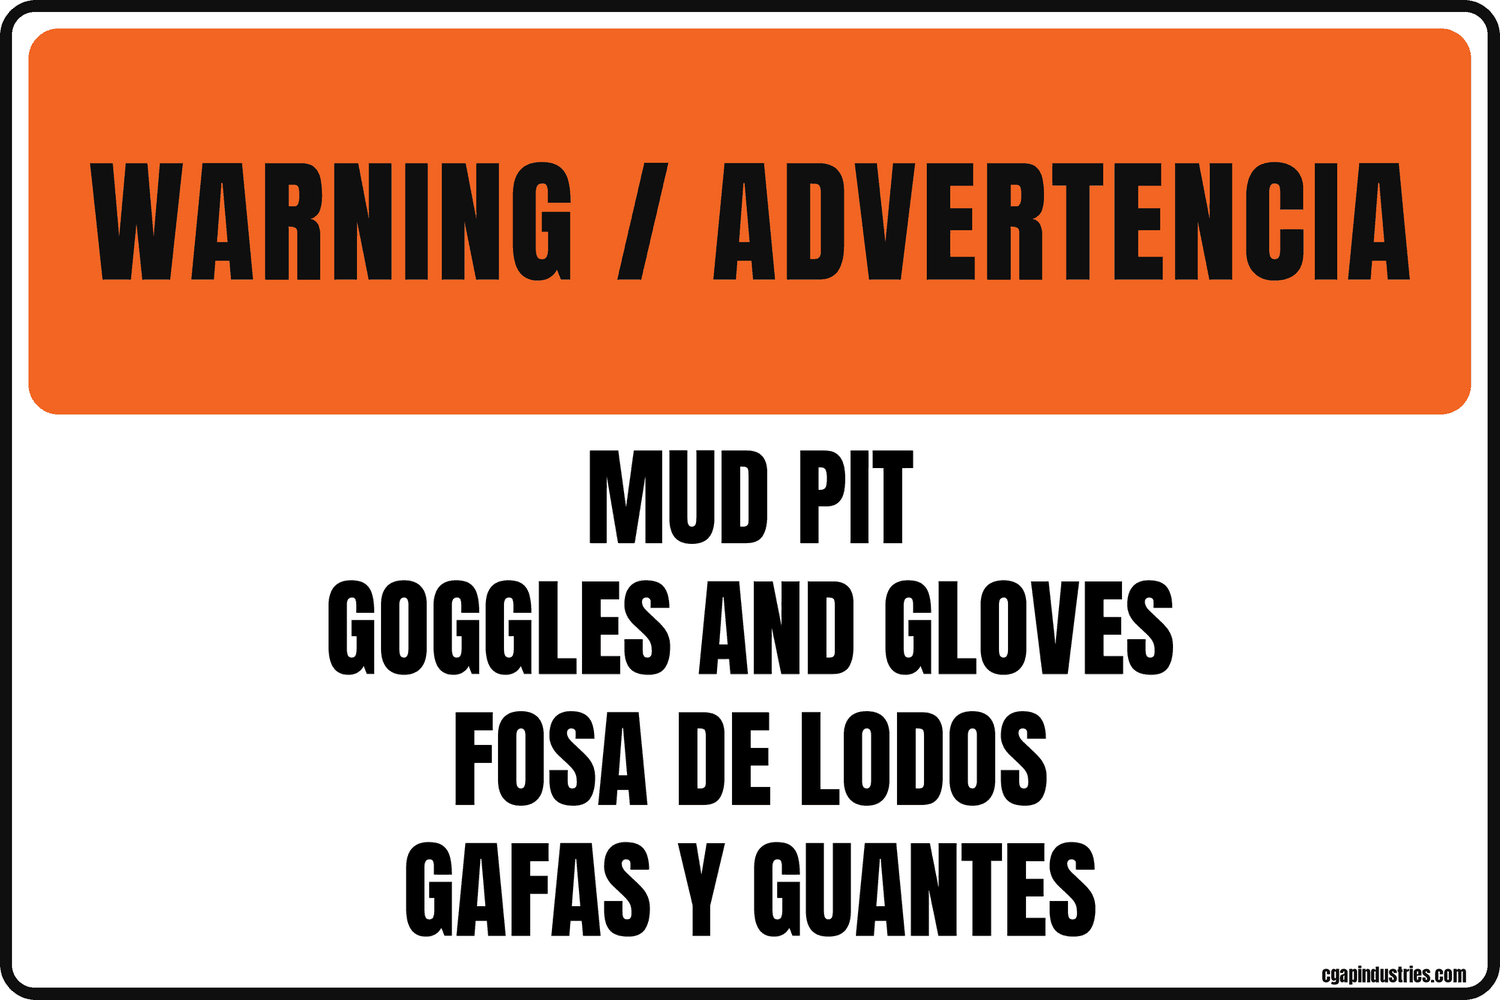 WARNING / ADVERTENCIA
MUD PIT
GOGGLES AND GLOVES
FOSA DE LODOS
GAFAS Y GUANTES
cgapindustries.com